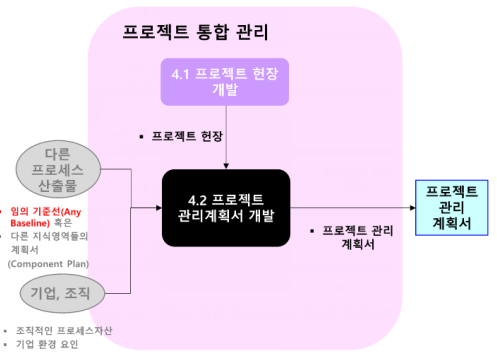 프로젝트 통합 관리
4.1 프로젝트 헌장
개발
▪ 프로젝트 헌장
다른
프로세스
산출물
▪ 임의 기준선(Any
Baseline) 혹은
▪ 다른 지식영역들의
계획서
(Component Plan)
4.2 프로젝트
관리계획서 개발
▪ 프로젝트 관리
계획서
프로젝트
관리
계획서
기업, 조직
▪ 조직적인 프로세스자산
▪ 기업 환경 요인